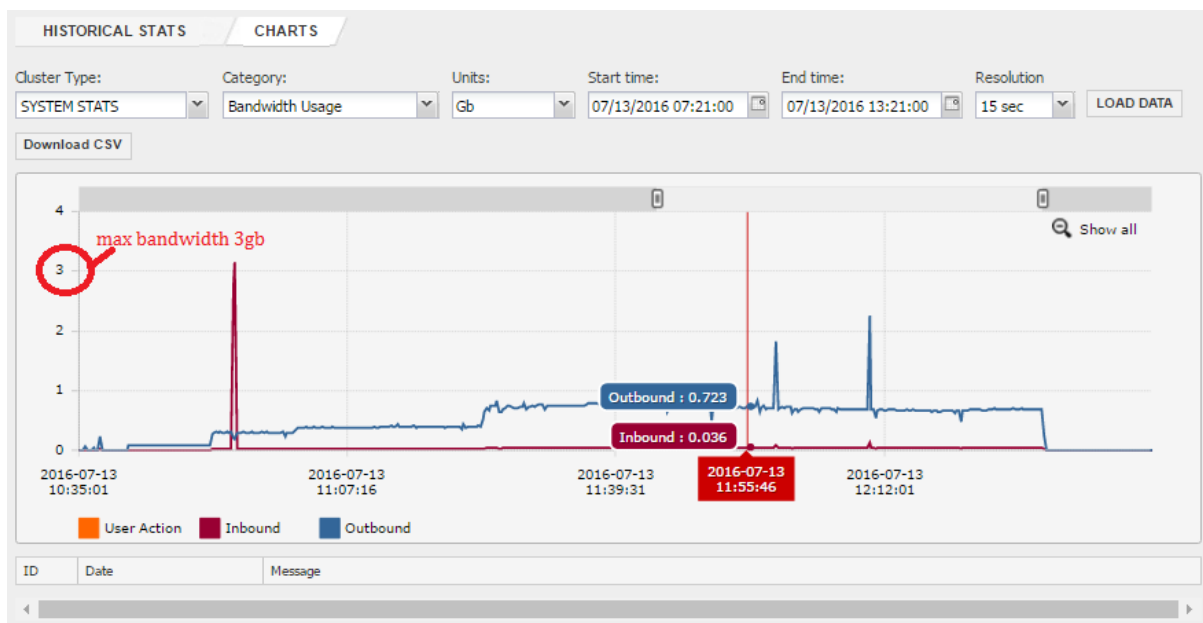 HISTORICAL STATS CHARTS
Cluster Type: Category: Units: Start time: End time: Resolution
SYSTEM STATS Bandwidth Usage Gb 07/13/2016 07:21:00 07/13/2016 13:21:00 15 sec LOAD DATA
Download CSV
4
Show all
max bandwidth 3gb
3
2
1
Outbound : 0.723
Inbound : 0.036
0
2016-07-13 2016-07-13 2016-07-13 2016-07-13 2016-07-13
10:35:01 11:07:16 11:39:31 11:55:46 12:12:01
User Action Inbound Outbound
ID Date Message